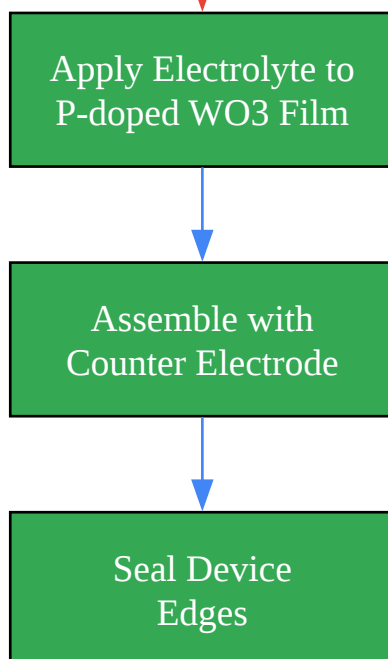 Apply Electrolyte to
P-doped WO3 Film
Assemble with
Counter Electrode
Seal Device
Edges